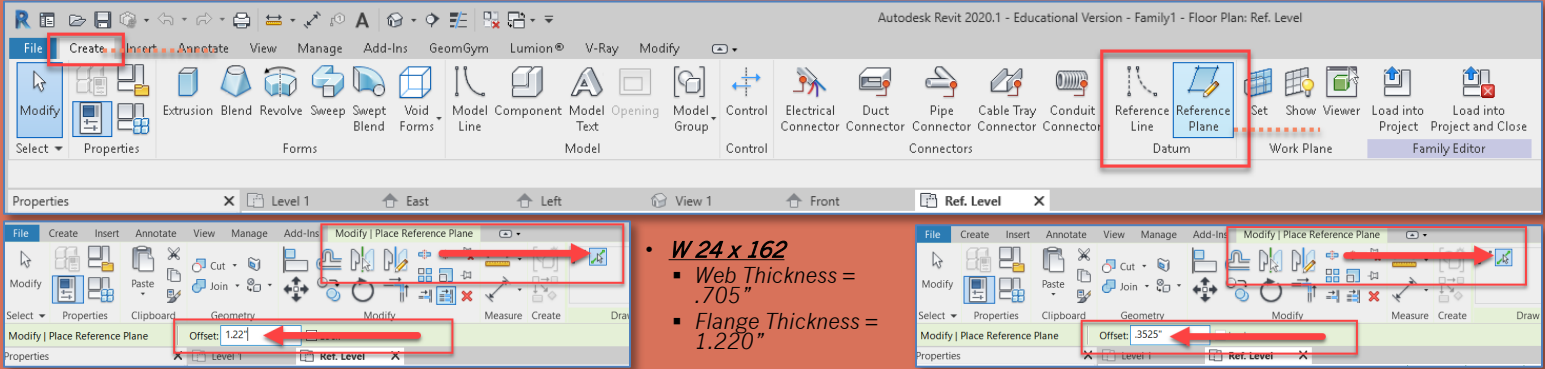 Autodesk Revit 2020.1 - Educational Version - Family1 - Floor Plan: Ref. Level
File Create Insert Annotate View Manage Add-Ins GeomGym Lumion® V-Ray Modify
Modify Extrusion Blend Revolve Sweep Swept Blend Void Forms Model Line Component Model Text Opening Model Group Control Electrical Connector Duct Connector Pipe Connector Cable Tray Connector Conduit Connector Reference Line Reference Plane Set Show Viewer Load into Project Load into Project and Close
Select Properties Forms Model Control Connectors Datum Work Plane Family Editor
Properties X Level 1 East Left View 1 Front Ref. Level X
File Create Insert Annotate View Manage Add-Ins Modify | Place Reference Plane
Modify Paste Cut Join
Select Properties Clipboard Geometry Modify Measure Create Draw
Modify | Place Reference Plane Offset: 1.22"
Properties X Level 1 Ref. Level X
• W 24 x 162
▪ Web Thickness =
.705”
▪ Flange Thickness =
1.220”
File Create Insert Annotate View Manage Add-Ins Modify | Place Reference Plane
Modify Paste Cut Join
Select Properties Clipboard Geometry Modify Measure Create Draw
Modify | Place Reference Plane Offset: .3525"
Properties X Level 1 Ref. Level X